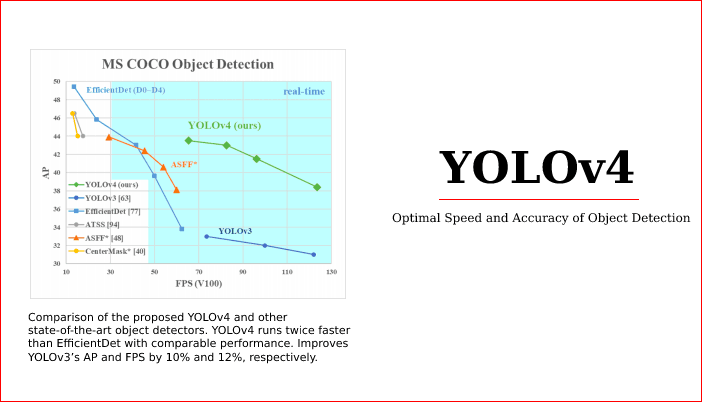 MS COCO Object Detection
EfficientDet (D0~D4)
real-time
YOLOv4 (ours)
ASFF*
YOLOv3
AP
50
48
46
44
42
40
38
36
34
32
30
YOLOv4 (ours)
YOLOv3 [63]
EfficientDet [77]
ATSS [94]
ASFF* [48]
CenterMask* [40]
10 30 50 70 90 110 130
FPS (V100)
Comparison of the proposed YOLOv4 and other
state-of-the-art object detectors. YOLOv4 runs twice faster
than EfficientDet with comparable performance. Improves
YOLOv3’s AP and FPS by 10% and 12%, respectively.
YOLOv4
Optimal Speed and Accuracy of Object Detection